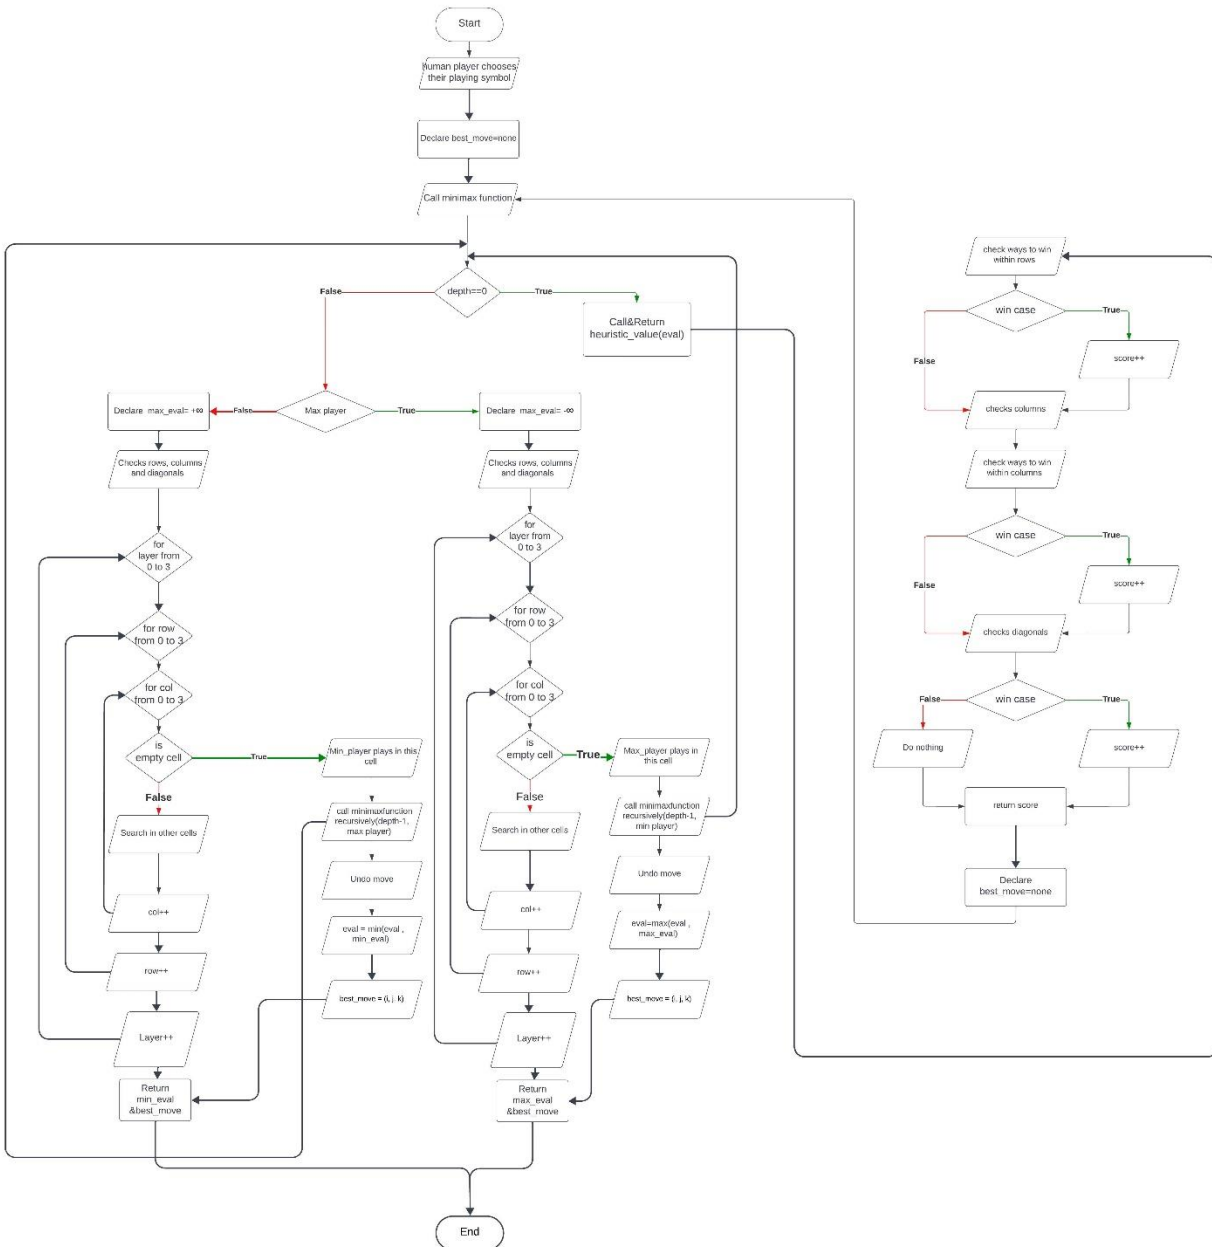 Start
Human player chooses
their playing symbol
Declare best_move=none
Call minimax function
depth==0
False
True
Call&Return
heuristic_value(eval)
Max player
False
True
Declare max_eval= +∞
Checks rows, columns
and diagonals
for
layer from
0 to 3
for row
from 0 to 3
for col
from 0 to 3
is
empty cell
True
False
Search in other cells
col++
row++
Layer++
Return
min_eval
&best_move
Min_player plays in this
cell
call minimaxfunction
recursively(depth-1,
max player)
Undo move
eval = min(eval ,
min_eval)
best_move = (i, j, k)
Declare max_eval= -∞
Checks rows, columns
and diagonals
for
layer from
0 to 3
for row
from 0 to 3
for col
from 0 to 3
is
empty cell
True
False
Search in other cells
col++
row++
Layer++
Return
max_eval
&best_move
Max_player plays in
this cell
call minimaxfunction
recursively(depth-1,
min player)
Undo move
eval=max(eval ,
max_eval)
best_move = (i, j, k)
End
check ways to win
within rows
win case
True
False
score++
checks columns
check ways to win
within columns
win case
True
False
score++
checks diagonals
win case
False
True
Do nothing
score++
return score
Declare
best_move=none